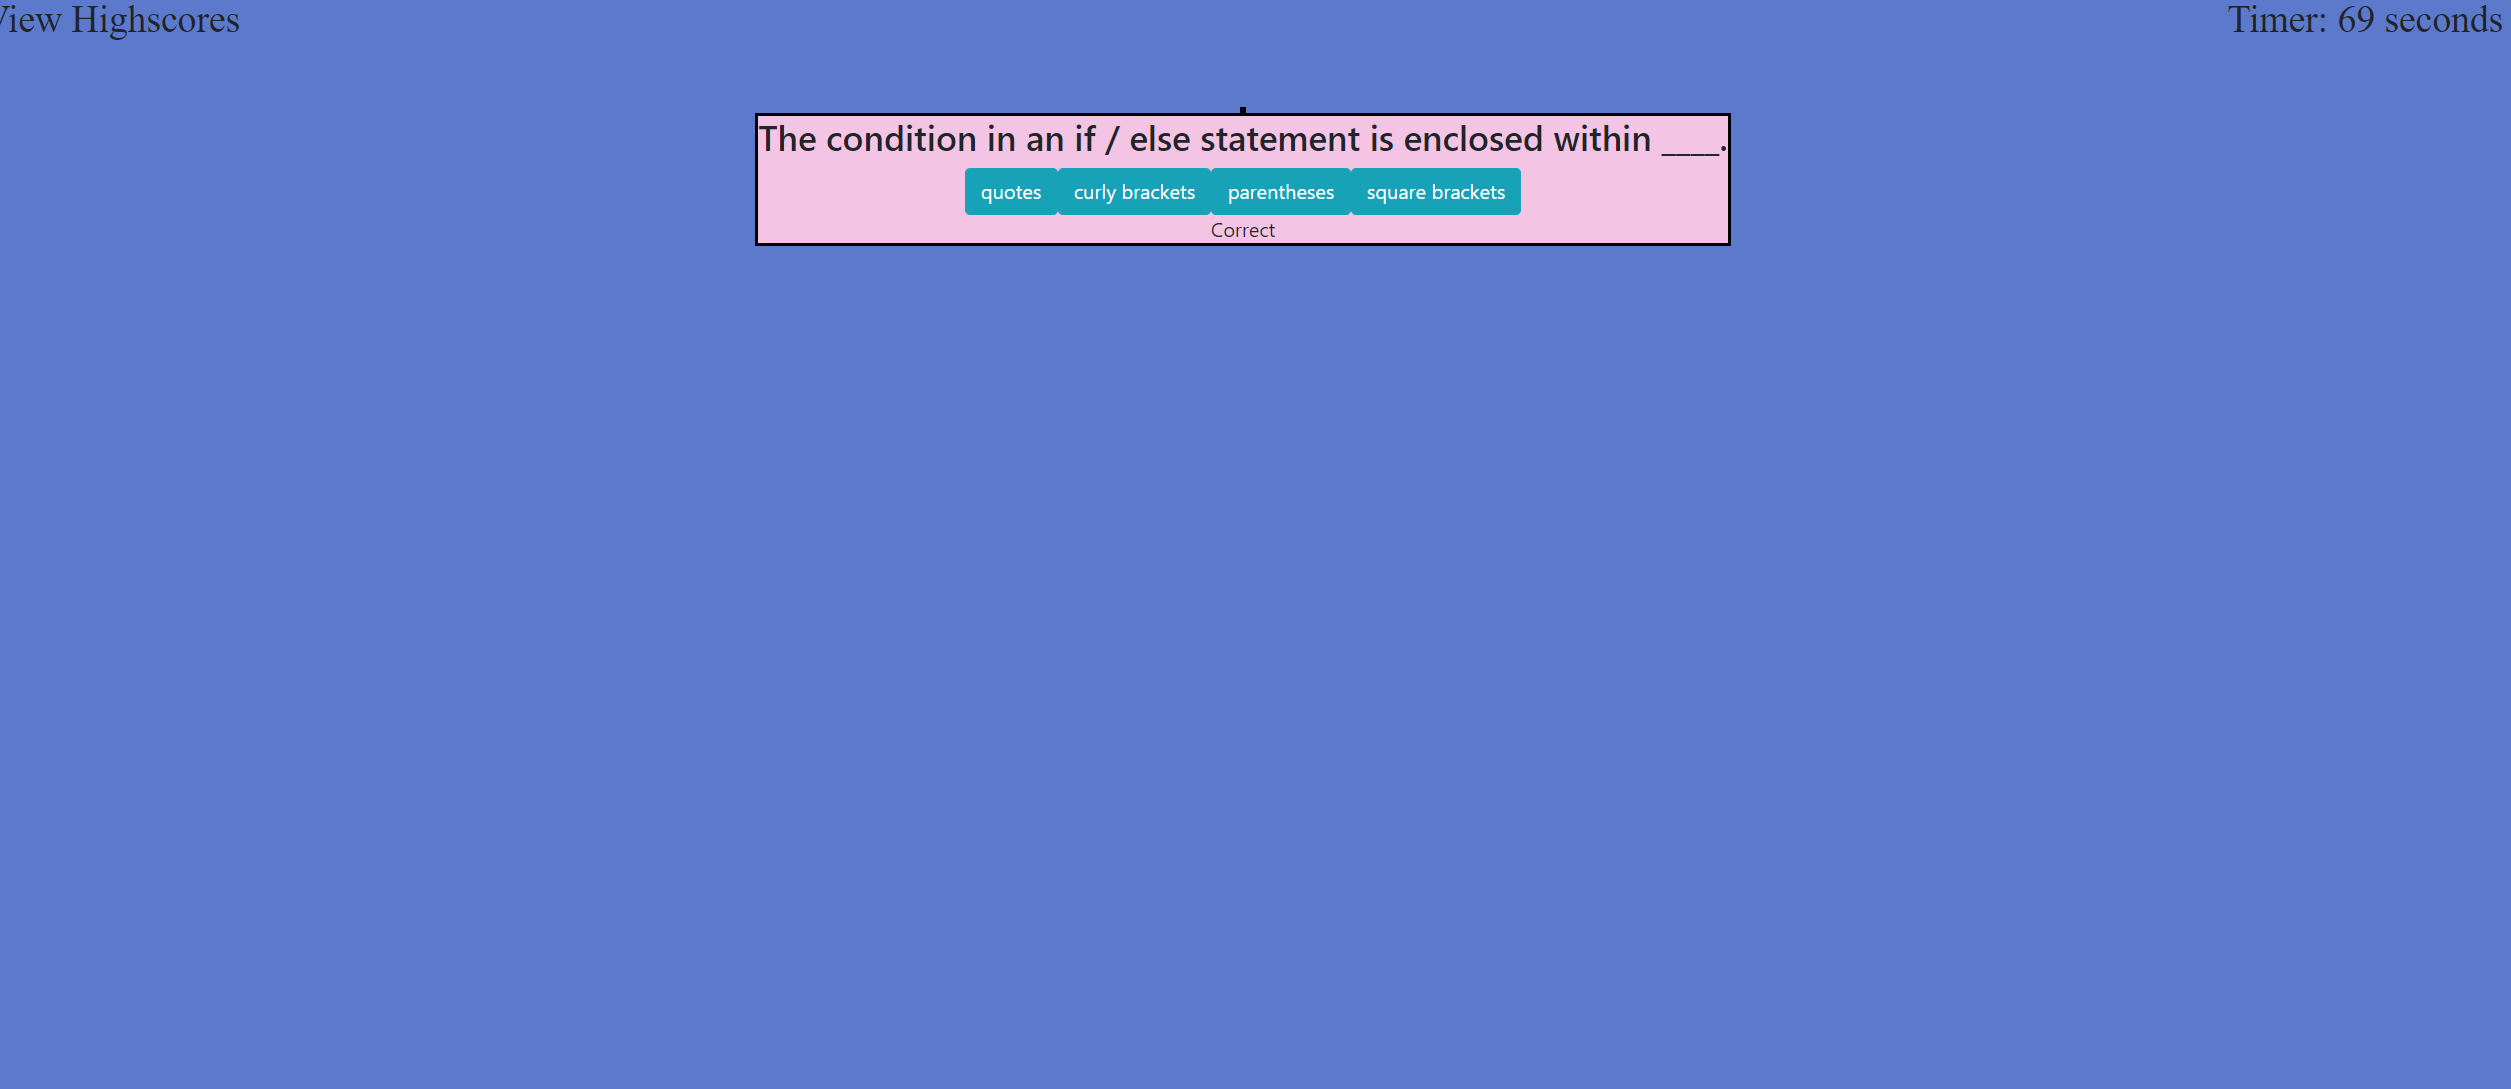 View Highscores
Timer: 69 seconds
The condition in an if / else statement is enclosed within ____.
quotes
curly brackets
parentheses
square brackets
Correct